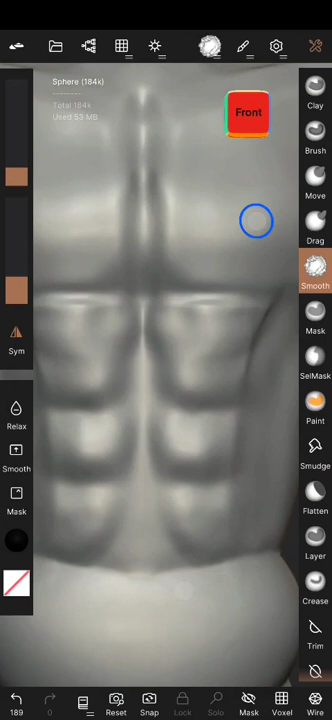 Sphere (184k)
--------
Total 184k
Used 53 MB
Front
Clay
Brush
Move
Drag
Smooth
Mask
SelMask
Paint
Smudge
Flatten
Layer
Crease
Trim
Sym
Relax
Smooth
Mask
189
0
Reset
Snap
Lock
Solo
Mask
Voxel
Wire